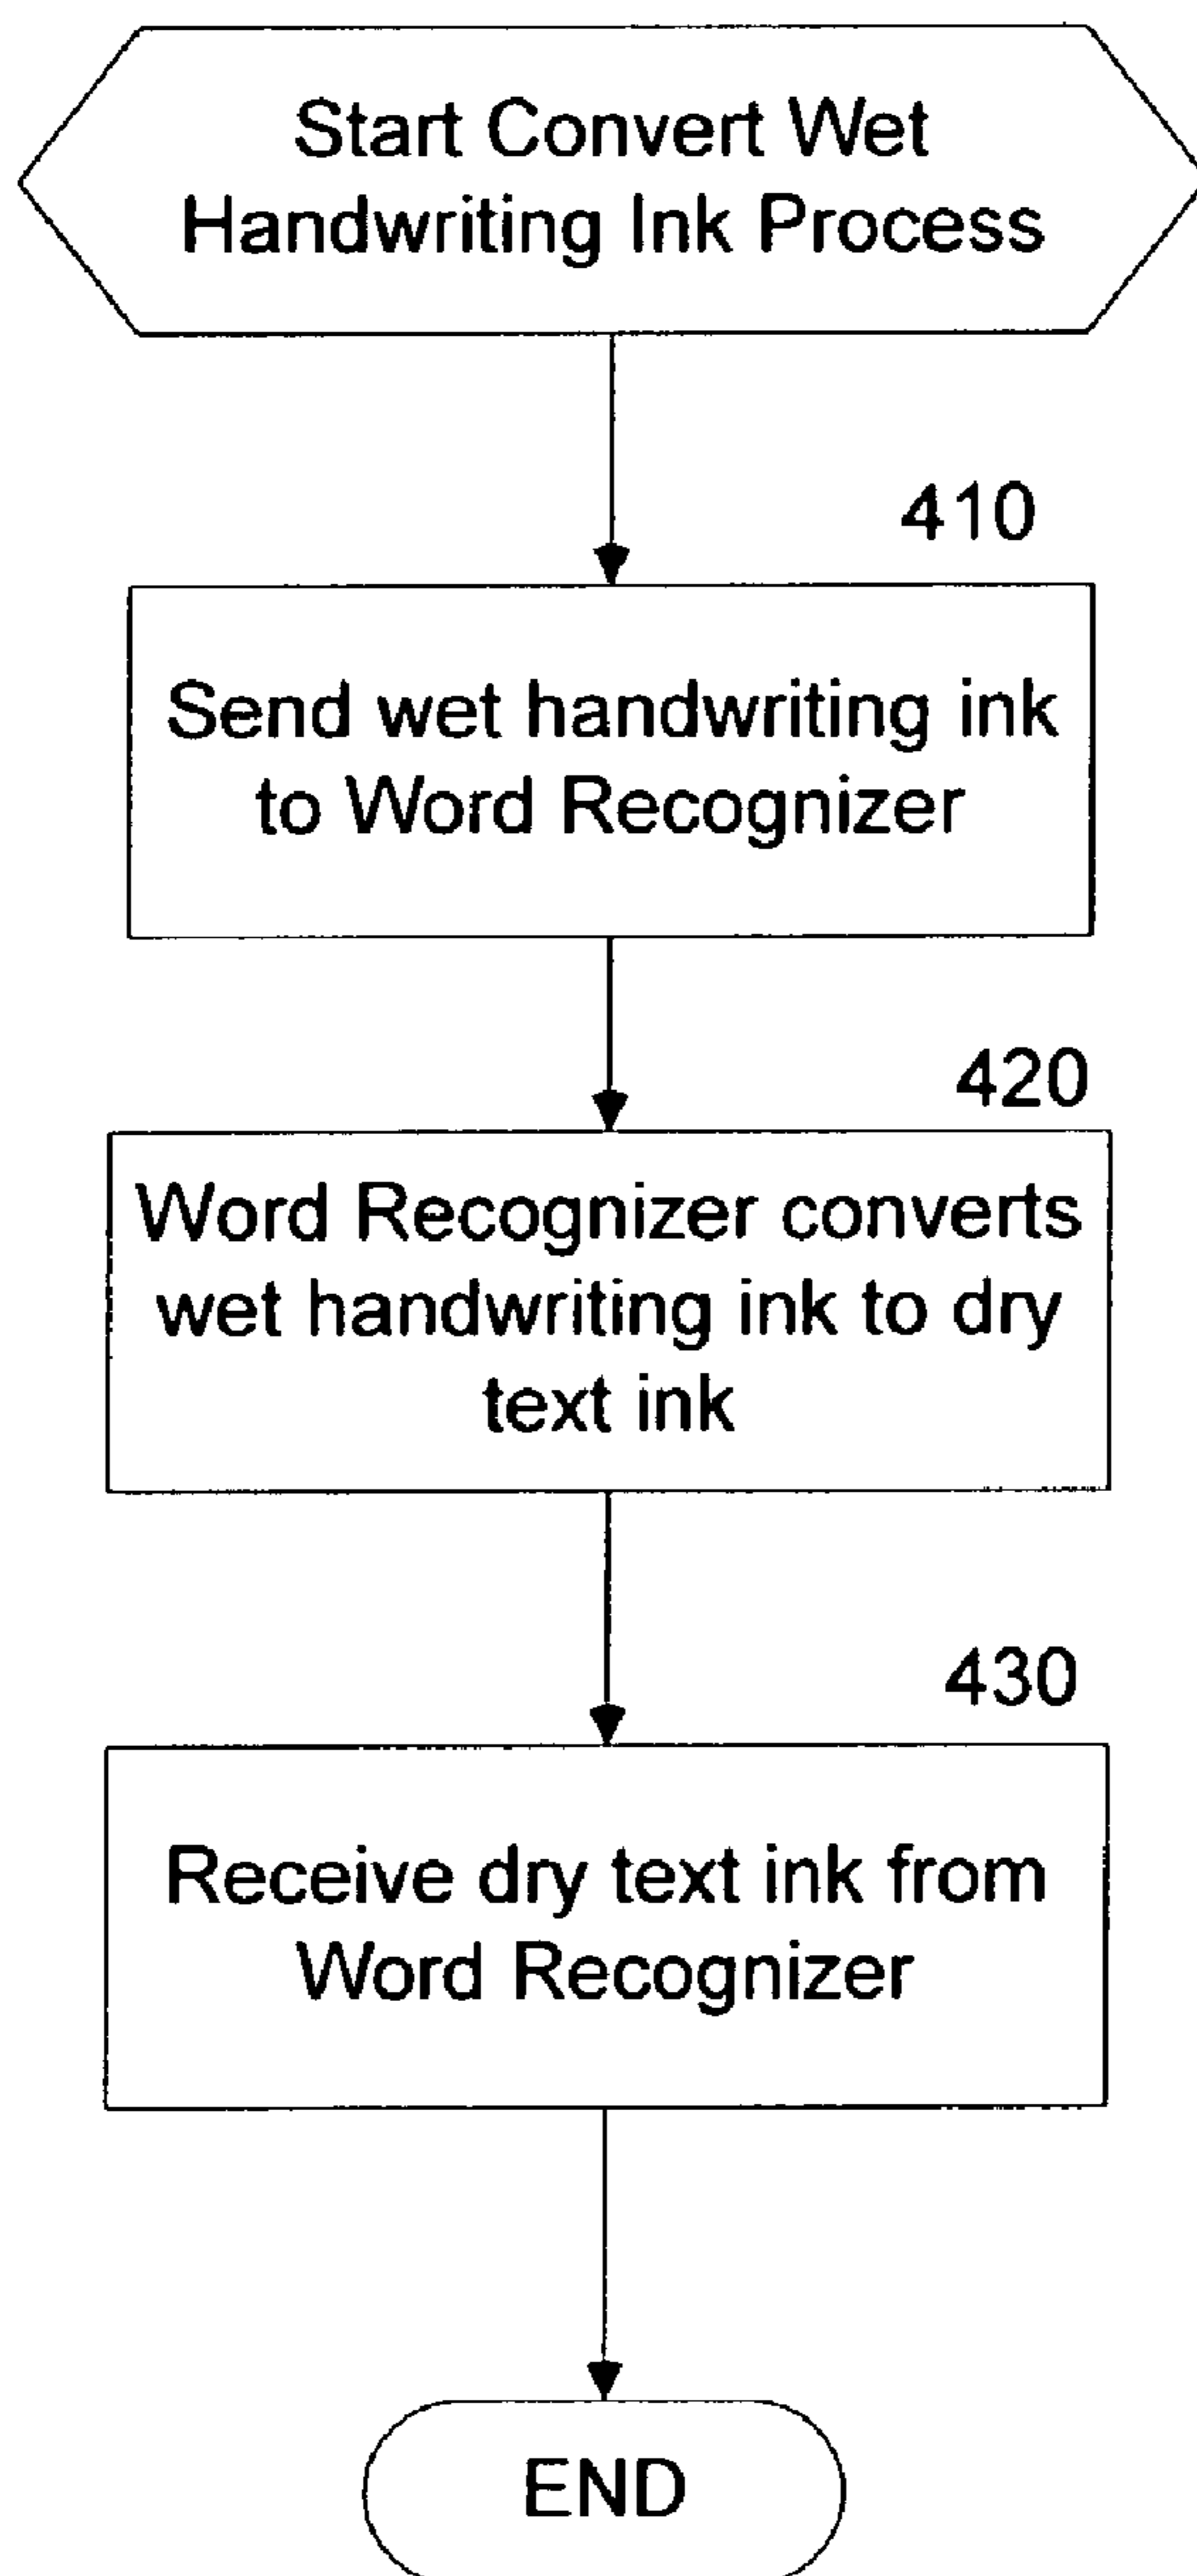 Start Convert Wet
Handwriting Ink Process
410
Send wet handwriting ink
to Word Recognizer
420
Word Recognizer converts
wet handwriting ink to dry
text ink
430
Receive dry text ink from
Word Recognizer
END